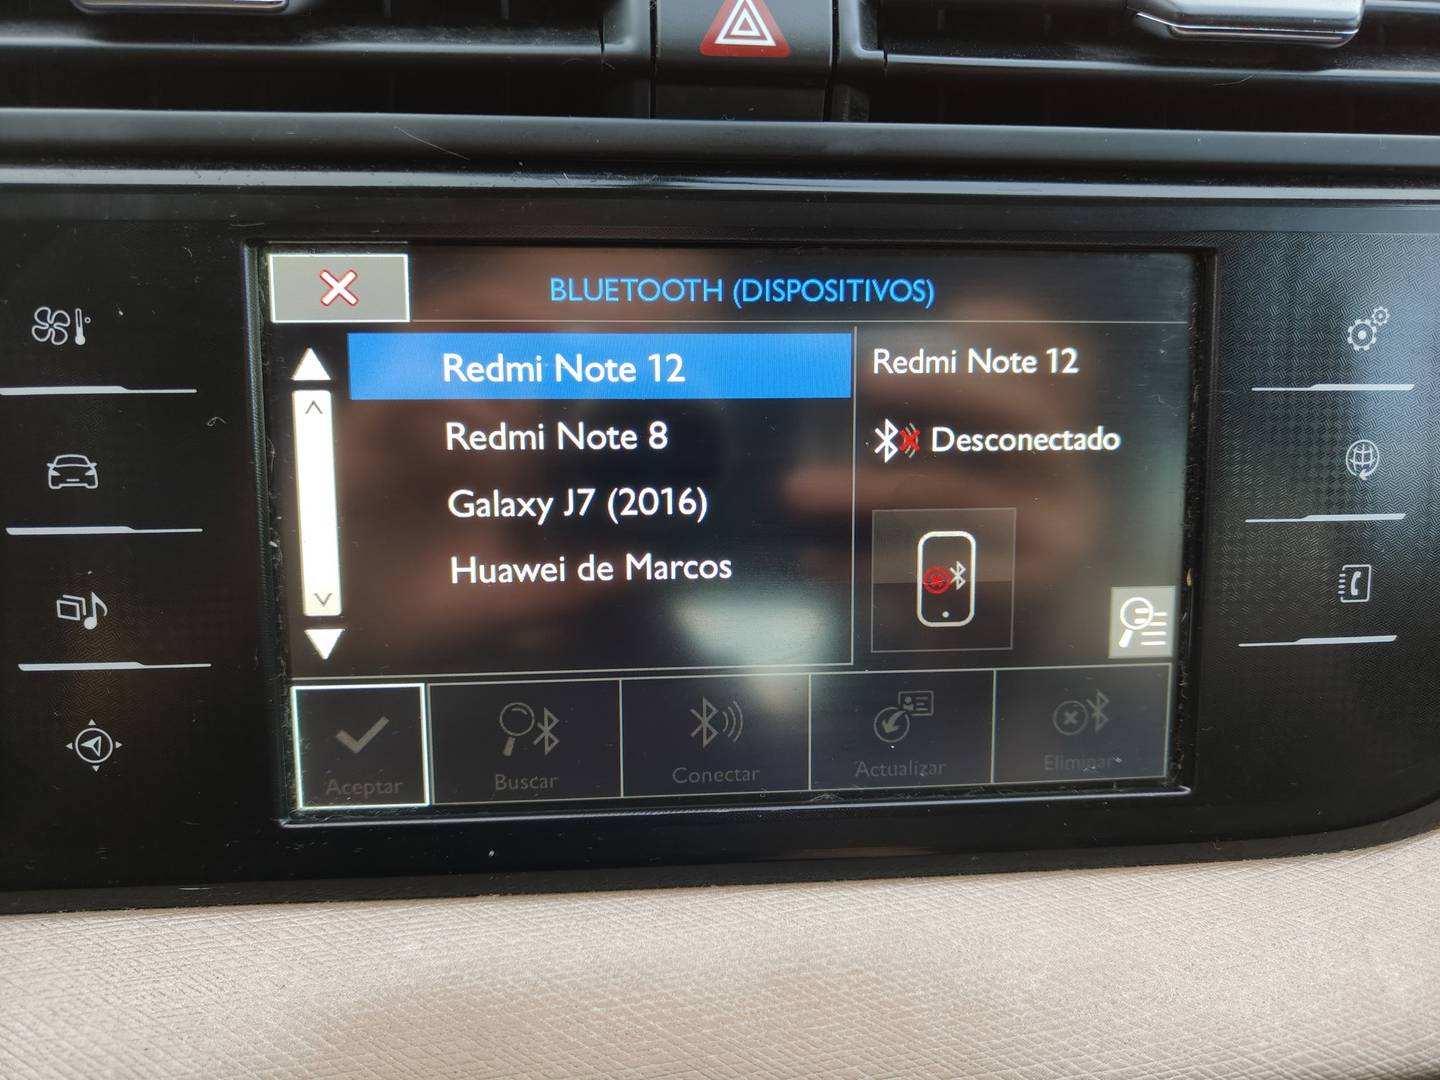 BLUETOOTH (DISPOSITIVOS)
Redmi Note 12
Redmi Note 8
Galaxy J7 (2016)
Huawei de Marcos
Redmi Note 12
Desconectado
Aceptar
Buscar
Conectar
Actualizar
Eliminar